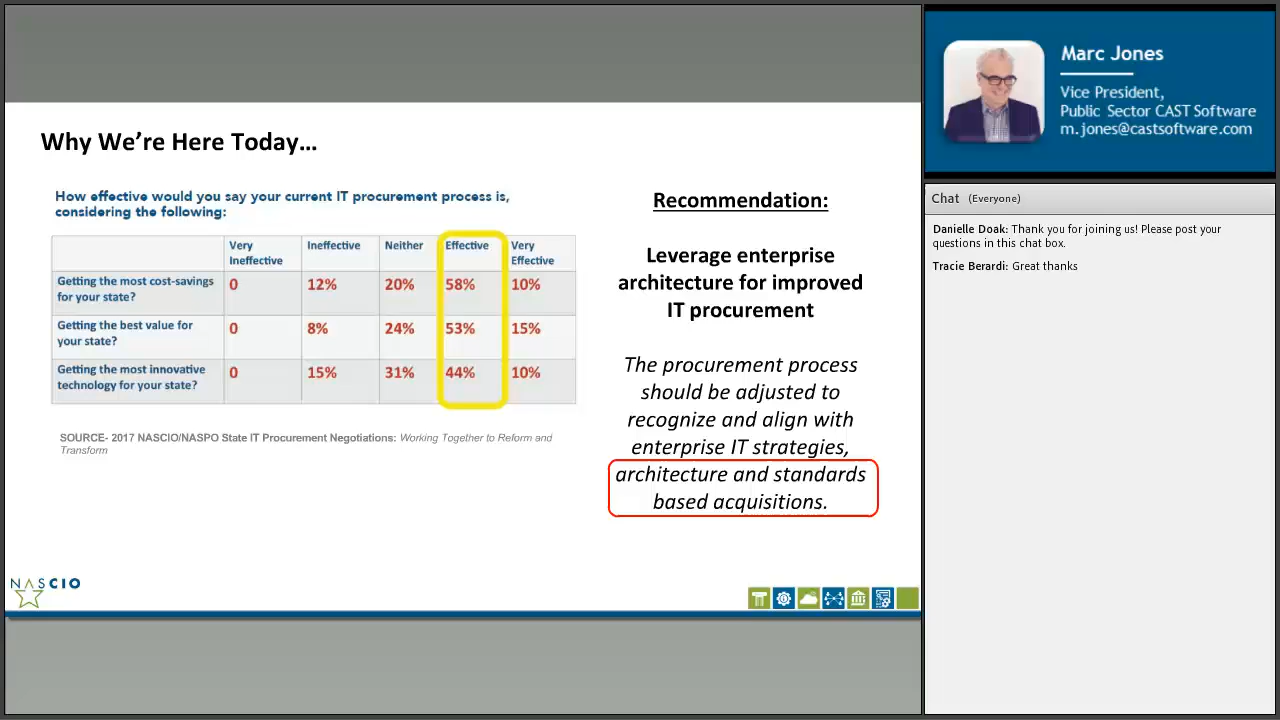 Why We're Here Today...
How effective would you say your current IT procurement process is,
considering the following:
Very Ineffective Ineffective Neither Effective Very Effective
Getting the most cost-savings for your state? 0 12% 20% 58% 10%
Getting the best value for your state? 0 8% 24% 53% 15%
Getting the most innovative technology for your state? 0 15% 31% 44% 10%
SOURCE- 2017 NASCIO/NASPO State IT Procurement Negotiations: Working Together to Reform and
Transform
Recommendation:
Leverage enterprise
architecture for improved
IT procurement
The procurement process
should be adjusted to
recognize and align with
enterprise IT strategies,
architecture and standards
based acquisitions.
NASCIO
Marc Jones
Vice President,
Public Sector CAST Software
m.jones@castsoftware.com
Chat (Everyone)
Danielle Doak: Thank you for joining us! Please post your
questions in this chat box.
Tracie Berardi: Great thanks